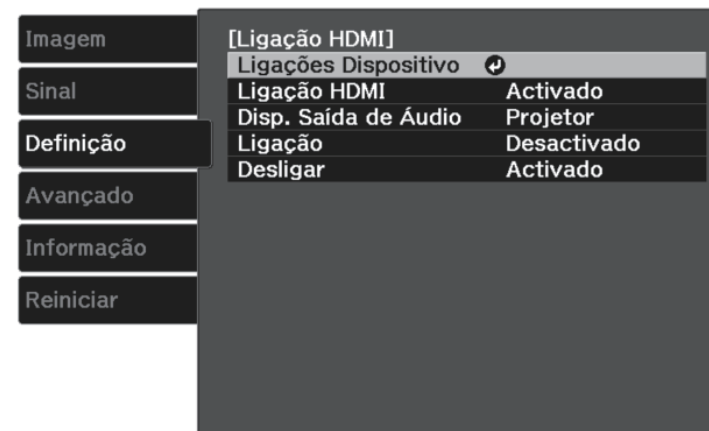 Imagem
Sinal
Definição
Avançado
Informação
Reiniciar
[Ligação HDMI]
Ligações Dispositivo
Ligação HDMI Activado
Disp. Saída de Áudio Projetor
Ligação Desactivado
Desligar Activado